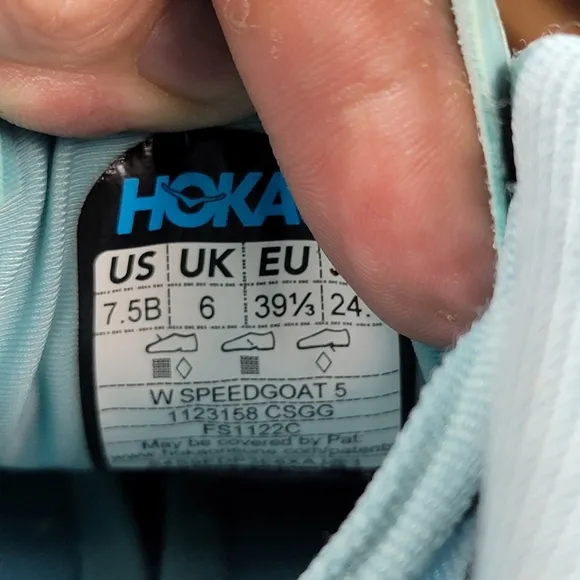 HOKA
US UK EU
7.5B 6 39⅓ 24.
W SPEEDGOAT 5
1123158 CSGG
FS1122C
May be covered by Pat